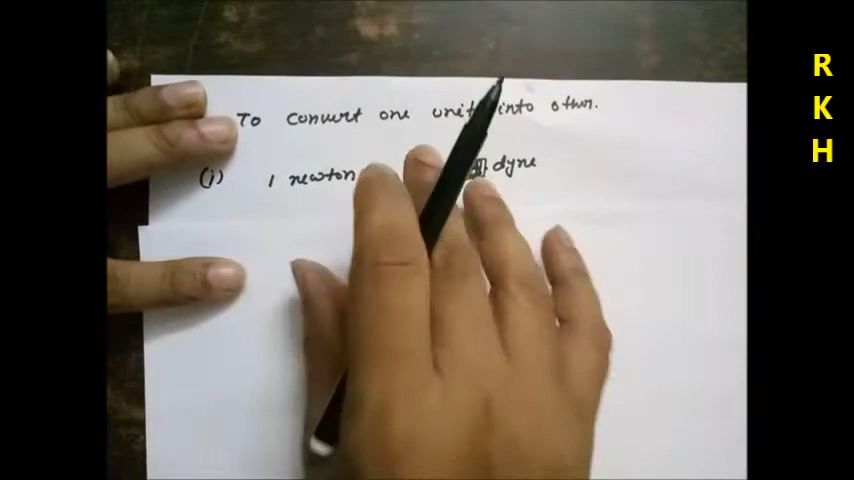 To convert one unit into other.
(i) 1 newton dyne
R
K
H